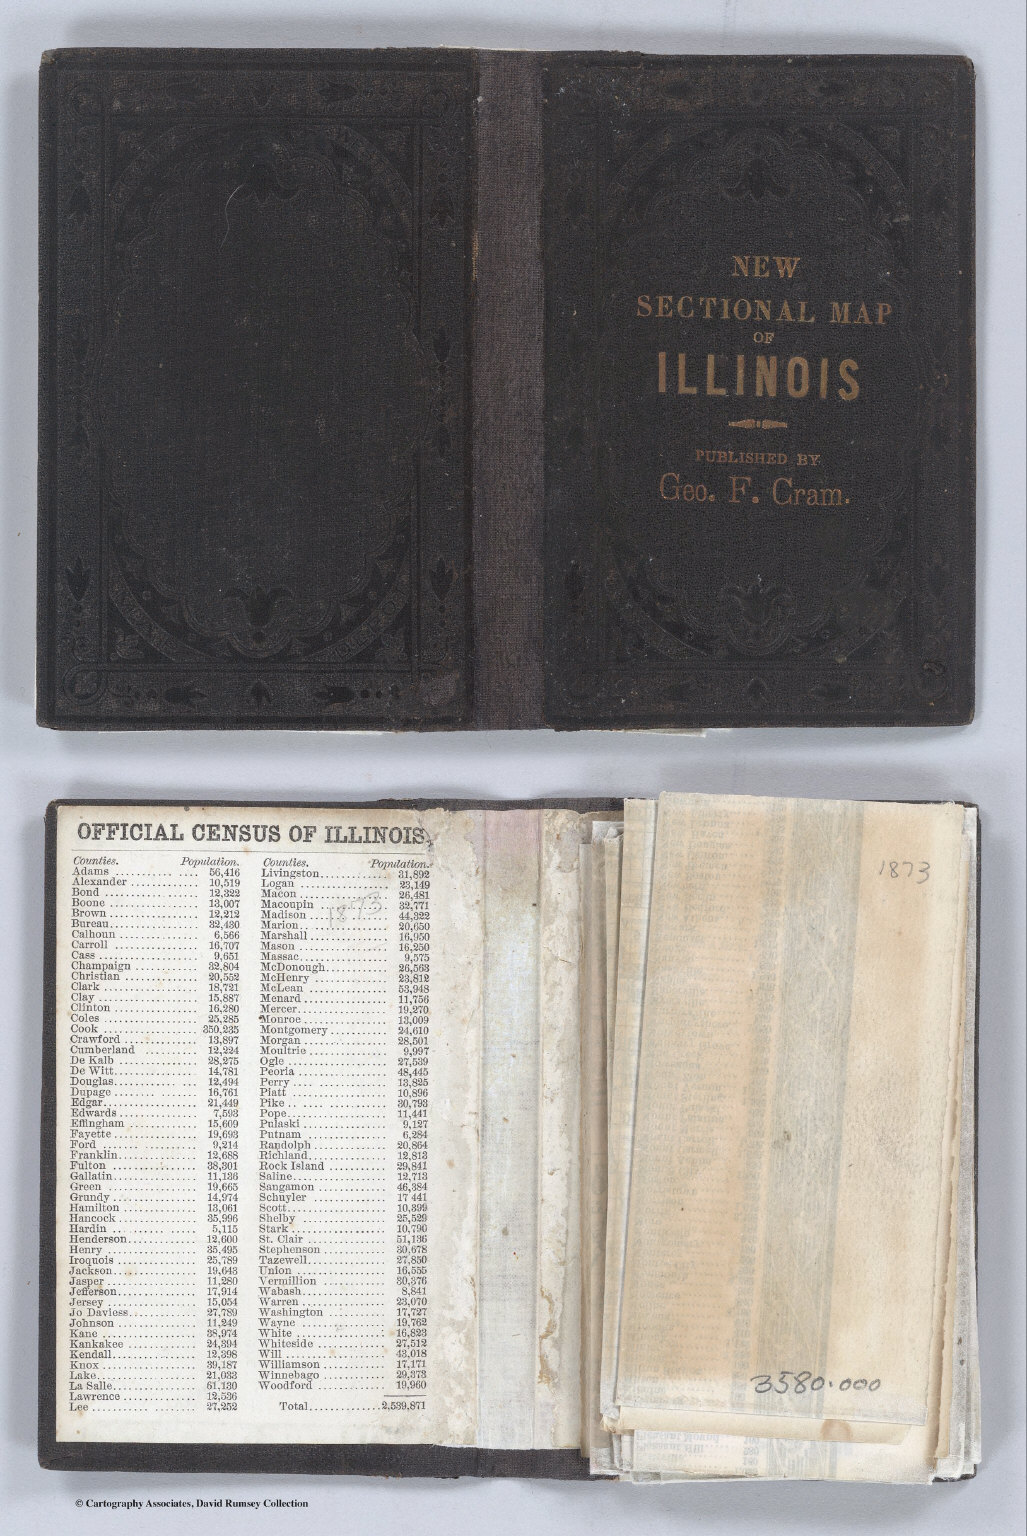 NEW
SECTIONAL MAP
OF
ILLINOIS
PUBLISHED BY
Geo. F. Cram.
OFFICIAL CENSUS OF ILLINOIS,
Counties. Population.
Adams 56,416
Alexander 10,519
Bond 12,322
Boone 13,007
Brown 12,212
Bureau 32,430
Calhoun 6,566
Carroll 16,707
Cass 9,651
Champaign 32,804
Christian 20,552
Clark 18,721
Clay 15,887
Clinton 16,280
Coles 25,285
Cook 350,235
Crawford 13,897
Cumberland 12,224
De Kalb 28,275
De Witt 14,781
Douglas 12,494
Dupage 16,761
Edgar 21,449
Edwards 7,593
Effingham 15,609
Fayette 19,693
Ford 9,214
Franklin 12,688
Fulton 38,301
Gallatin 11,136
Green 19,665
Grundy 14,974
Hamilton 13,061
Hancock 35,996
Hardin 5,115
Henderson 12,600
Henry 35,495
Iroquois 25,789
Jackson 19,643
Jasper 11,280
Jefferson 17,914
Jersey 15,054
Jo Daviess 27,789
Johnson 11,249
Kane 38,974
Kankakee 24,394
Kendall 12,398
Knox 39,187
Lake 21,033
La Salle 61,130
Lawrence 12,536
Lee 27,252
Counties. Population.
Livingston 31,892
Logan 23,149
Macon 26,481
Macoupin 32,771
Madison 44,322
Marion 20,650
Marshall 16,950
Mason 16,250
Massac 9,575
McDonough 26,563
McHenry 23,812
McLean 53,948
Menard 11,756
Mercer 19,270
Monroe 13,009
Montgomery 24,610
Morgan 28,501
Moultrie 9,997
Ogle 27,539
Peoria 48,445
Perry 13,825
Piatt 10,896
Pike 30,793
Pope 11,441
Pulaski 9,127
Putnam 6,284
Randolph 20,864
Richland 12,813
Rock Island 29,841
Saline 12,713
Sangamon 46,384
Schuyler 17 441
Scott 10,399
Shelby 25,529
Stark 10,790
St. Clair 51,136
Stephenson 30,678
Tazewell 27,850
Union 16,555
Vermillion 30,376
Wabash 8,841
Warren 23,070
Washington 17,727
Wayne 19,762
White 16,823
Whiteside 27,512
Will 43,018
Williamson 17,171
Winnebago 29,373
Woodford 19,960
Total 2,539,871
1873
1873
3580.000
© Cartography Associates, David Rumsey Collection